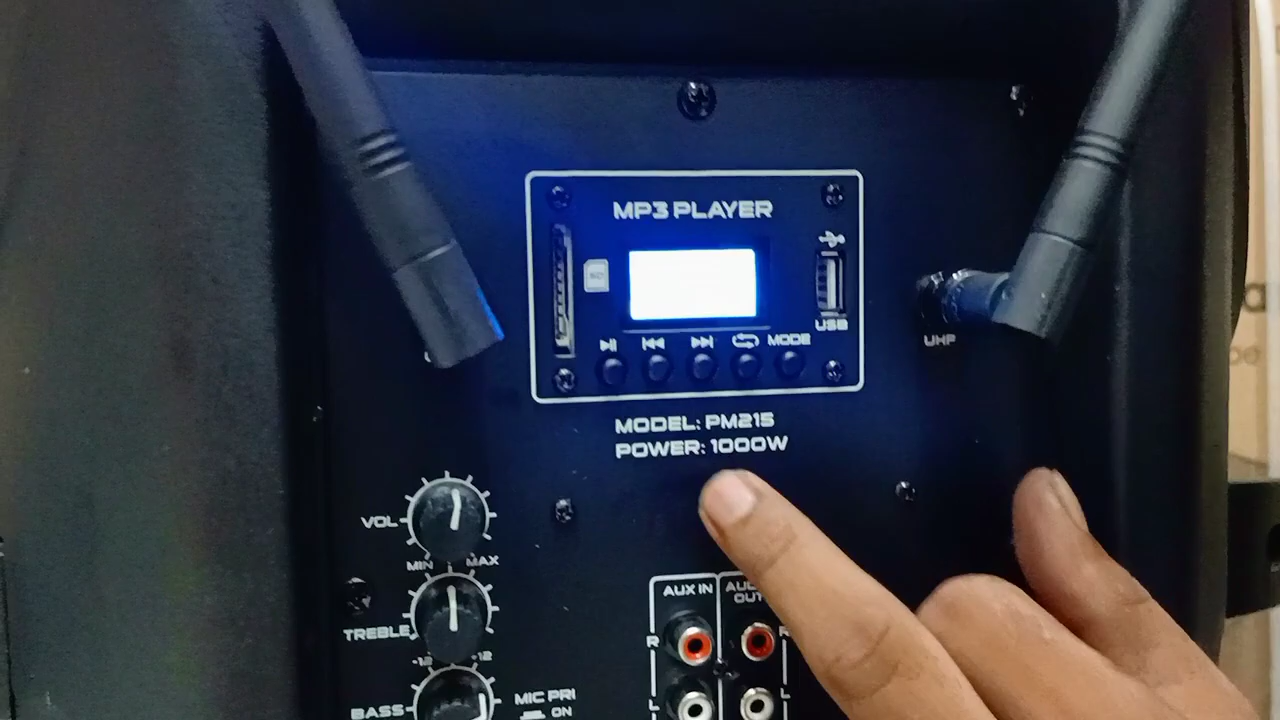 MP3 PLAYER
USB
MODE
UHF
MODEL: PM215
POWER: 1000W
VOL
MIN MAX
AUX IN
OUT
TREBLE
R
-12 +12
MIC PRI
ON
BASS
L
L